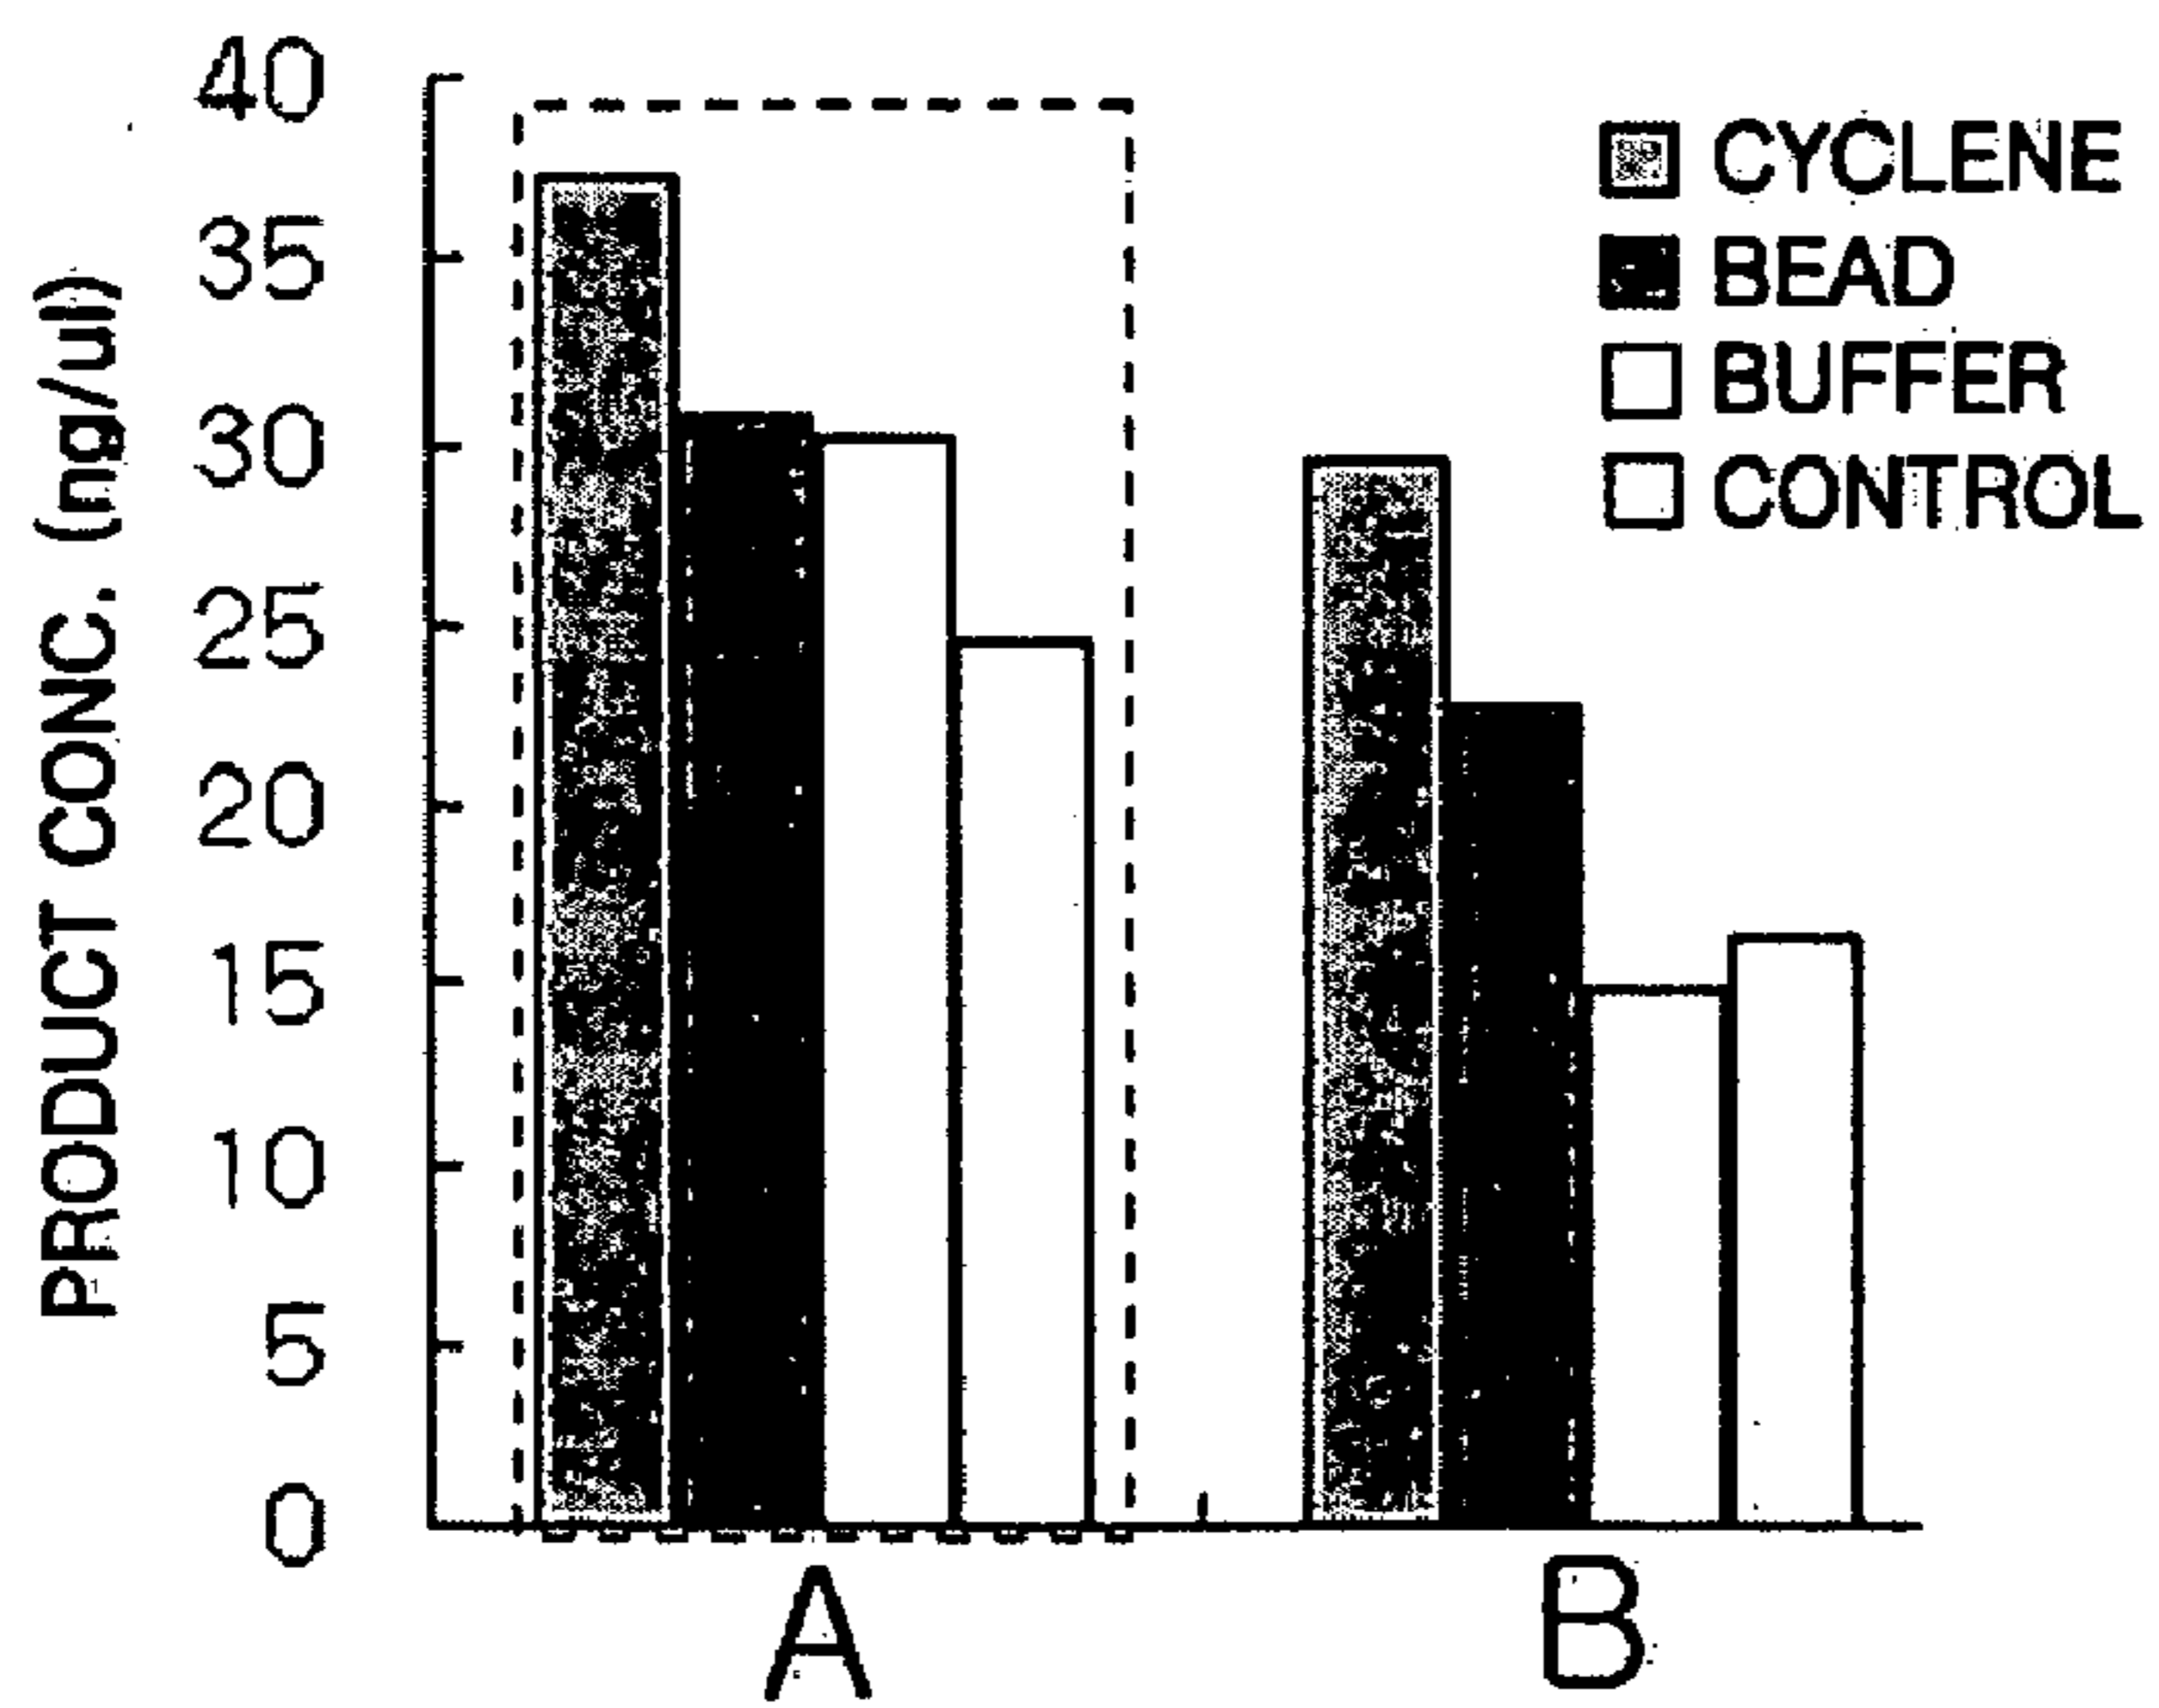 PRODUCT CONC. (ng/ul)
40
35
30
25
20
15
10
5
0
CYCLENE
BEAD
BUFFER
CONTROL
A
B